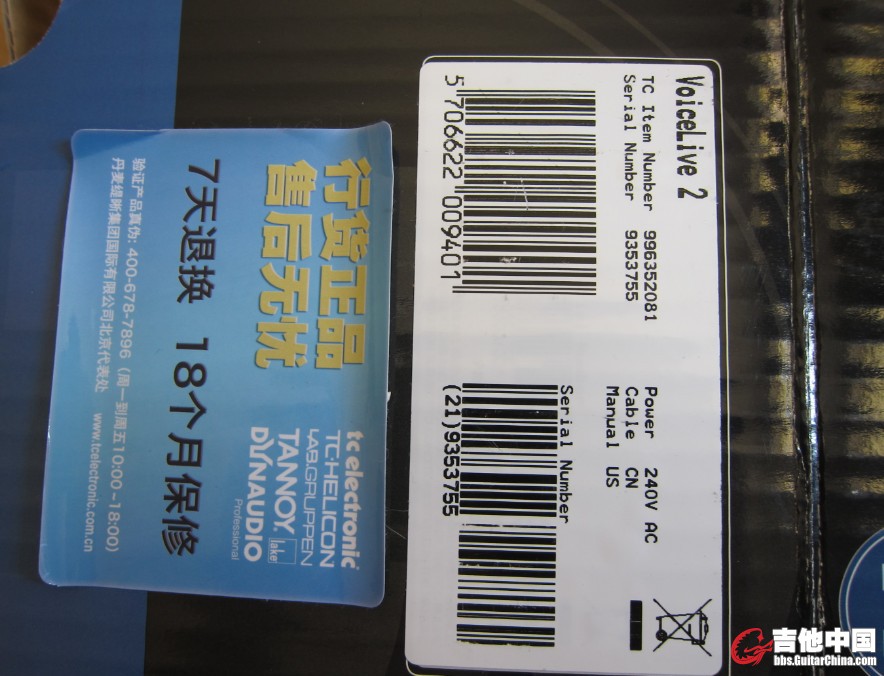 行货正品
售后无忧
7天退换 18个月保修
验证产品真伪: 400-678-7896 (周一到周五10:00-18:00)
丹麦缇晰集团国际有限公司北京代表处 www.tcelectronic.com.cn
tc electronic
TC·HELICON
LAB.GRUPPEN
TANNOY
lake
DYNAUDIO
Professional
VoiceLive 2
TC Item Number 996352081
Serial Number 9353755
5 706622 009401
Power 240V AC
Cable CN
Manual US
Serial Number
(21)9353755
吉他中国
bbs.GuitarChina.com